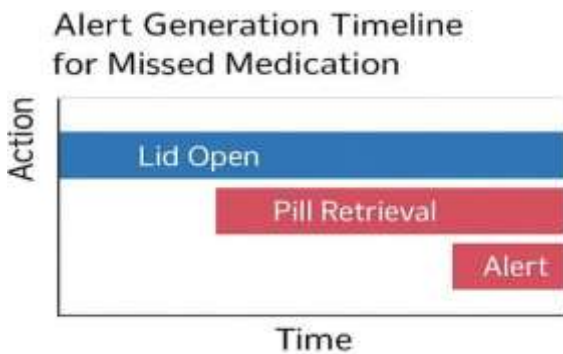 Alert Generation Timeline
for Missed Medication
Action
Lid Open
Pill Retrieval
Alert
Time